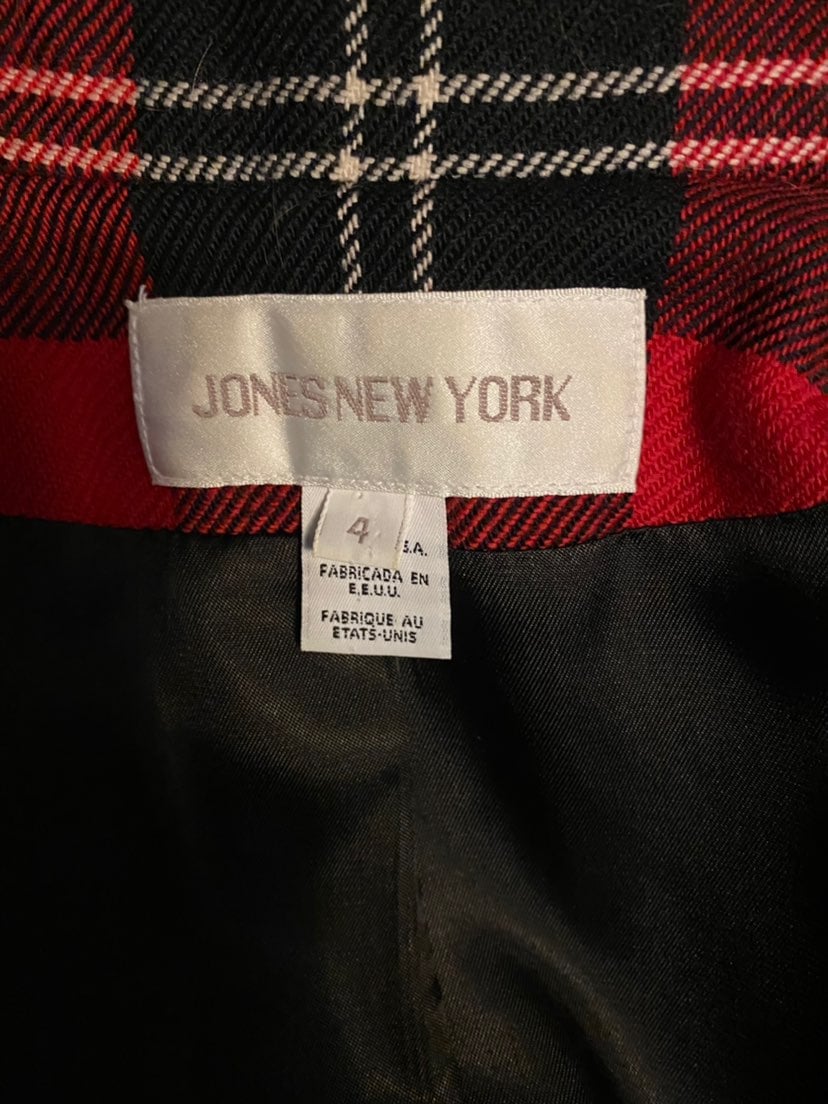 JONES NEW YORK
4
S.A.
FABRICADA EN
E.E.U.U.
FABRIQUE AU
ETATS-UNIS